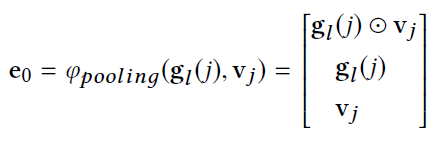 e₀ = φ_pooling(g_l(j), v_j) = [g_l(j) ⊙ v_j
g_l(j)
v_j]